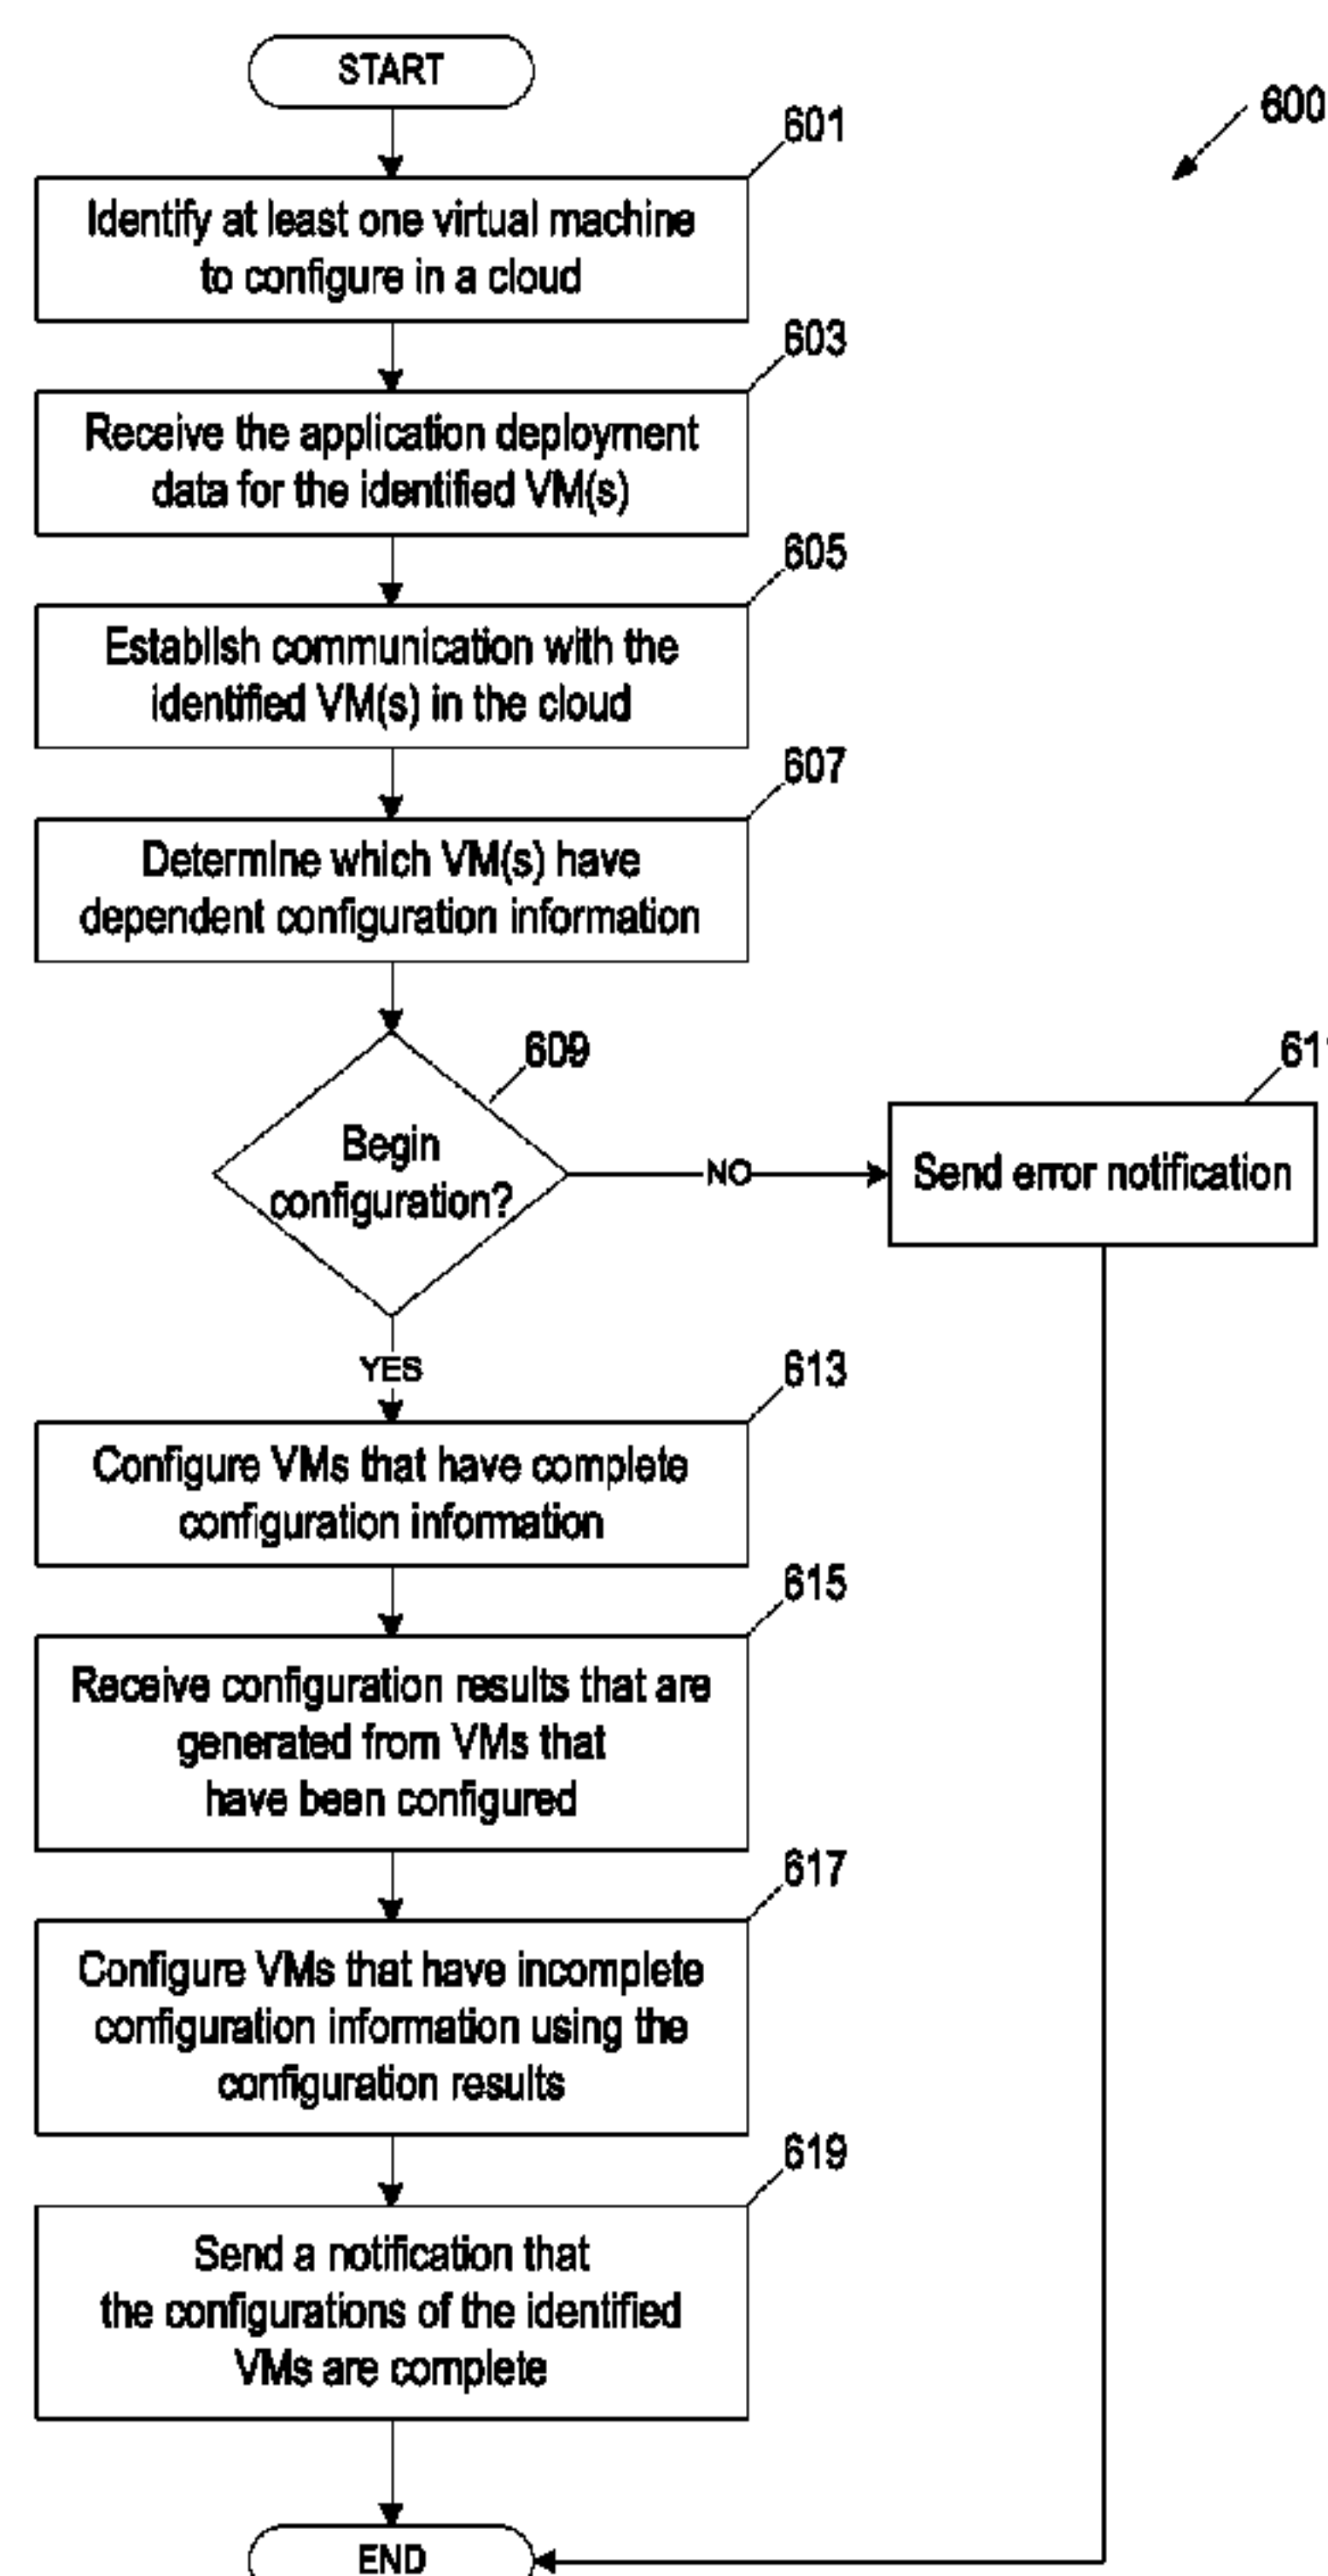 START
600
601
Identify at least one virtual machine
to configure in a cloud
603
Receive the application deployment
data for the identified VM(s)
605
Establish communication with the
identified VM(s) in the cloud
607
Determine which VM(s) have
dependent configuration information
609
Begin
configuration?
NO
Send error notification
YES
613
Configure VMs that have complete
configuration information
615
Receive configuration results that are
generated from VMs that
have been configured
617
Configure VMs that have incomplete
configuration information using the
configuration results
619
Send a notification that
the configurations of the identified
VMs are complete
END